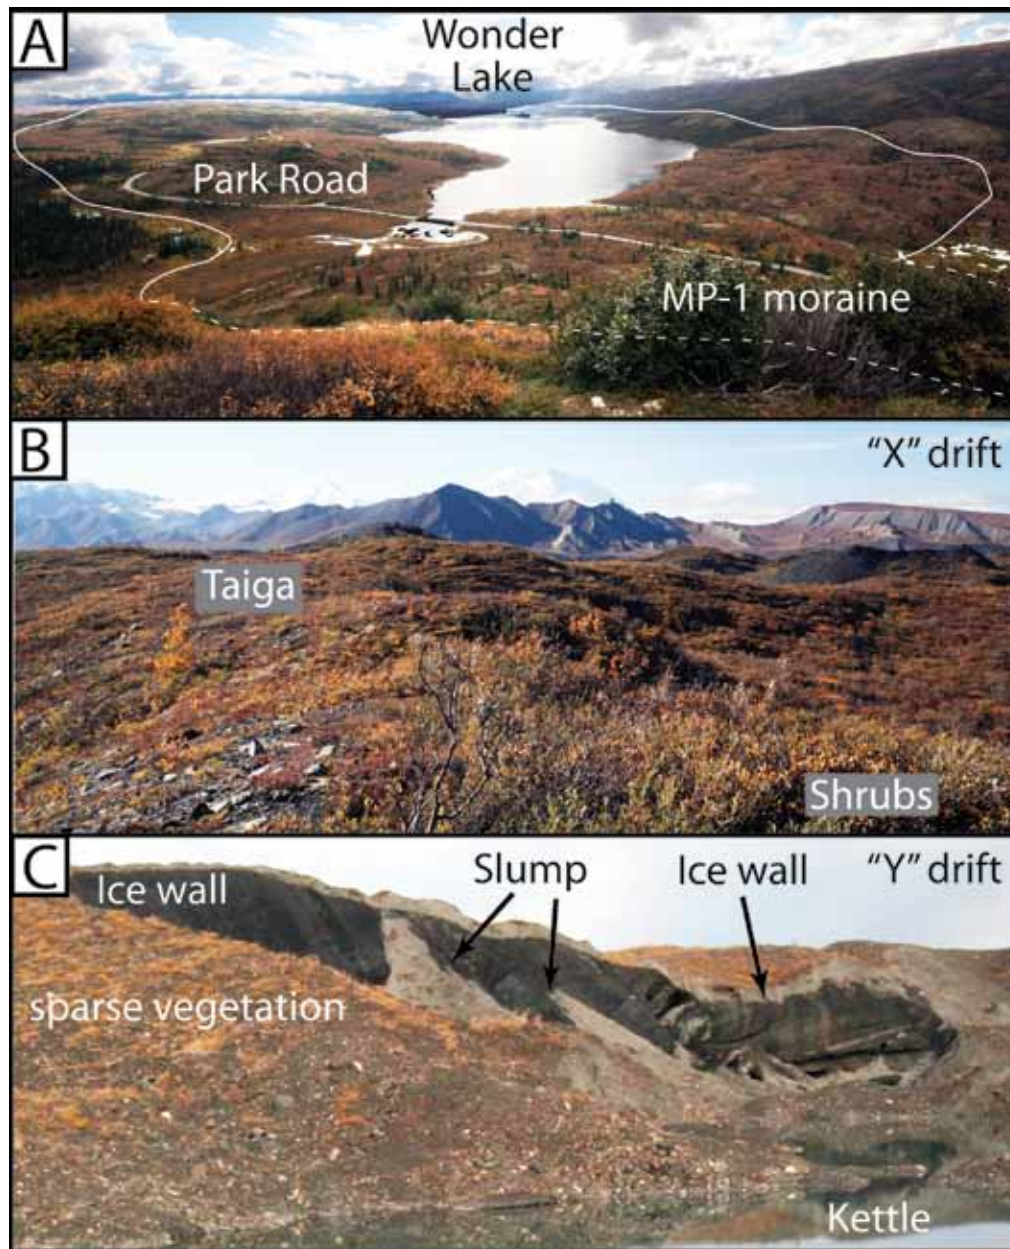 A
Wonder
Lake
Park Road
MP-1 moraine
B
“X” drift
Taiga
Shrubs
C
Ice wall
Slump
Ice wall
“Y” drift
sparse vegetation
Kettle